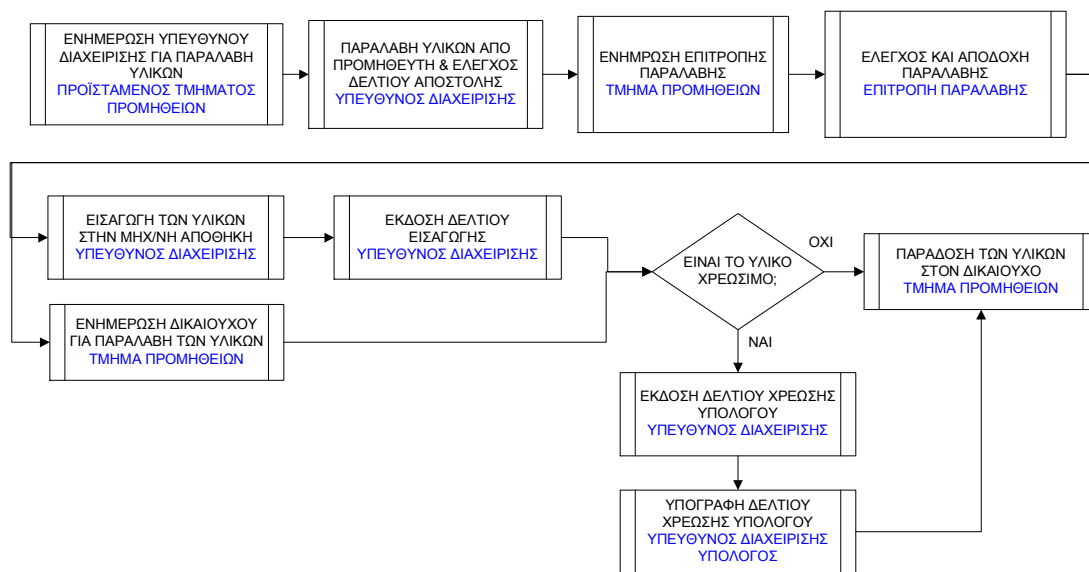 ΕΝΗΜΕΡΩΣΗ ΥΠΕΥΘΥΝΟΥ
ΔΙΑΧΕΙΡΙΣΗΣ ΓΙΑ ΠΑΡΑΛΑΒΗ
ΥΛΙΚΩΝ
ΠΡΟΪΣΤΑΜΕΝΟΣ ΤΜΗΜΑΤΟΣ
ΠΡΟΜΗΘΕΙΩΝ
ΠΑΡΑΛΑΒΗ ΥΛΙΚΩΝ ΑΠΟ
ΠΡΟΜΗΘΕΥΤΗ & ΕΛΕΓΧΟΣ
ΔΕΛΤΙΟΥ ΑΠΟΣΤΟΛΗΣ
ΥΠΕΥΘΥΝΟΣ ΔΙΑΧΕΙΡΙΣΗΣ
ΕΝΗΜΡΩΣΗ ΕΠΙΤΡΟΠΗΣ
ΠΑΡΑΛΑΒΗΣ
ΤΜΗΜΑ ΠΡΟΜΗΘΕΙΩΝ
ΕΛΕΓΧΟΣ ΚΑΙ ΑΠΟΔΟΧΗ
ΠΑΡΑΛΑΒΗΣ
ΕΠΙΤΡΟΠΗ ΠΑΡΑΛΑΒΗΣ
ΕΙΣΑΓΩΓΗ ΤΩΝ ΥΛΙΚΩΝ
ΣΤΗΝ ΜΗΧ/ΝΗ ΑΠΟΘΗΚΗ
ΥΠΕΥΘΥΝΟΣ ΔΙΑΧΕΙΡΙΣΗΣ
ΕΚΔΟΣΗ ΔΕΛΤΙΟΥ
ΕΙΣΑΓΩΓΗΣ
ΥΠΕΥΘΥΝΟΣ ΔΙΑΧΕΙΡΙΣΗΣ
ΕΙΝΑΙ ΤΟ ΥΛΙΚΟ
ΧΡΕΩΣΙΜΟ;
ΟΧΙ
ΠΑΡΑΔΟΣΗ ΤΩΝ ΥΛΙΚΩΝ
ΣΤΟΝ ΔΙΚΑΙΟΥΧΟ
ΤΜΗΜΑ ΠΡΟΜΗΘΕΙΩΝ
ΕΝΗΜΕΡΩΣΗ ΔΙΚΑΙΟΥΧΟΥ
ΓΙΑ ΠΑΡΑΛΑΒΗ ΤΩΝ ΥΛΙΚΩΝ
ΤΜΗΜΑ ΠΡΟΜΗΘΕΙΩΝ
ΝΑΙ
ΕΚΔΟΣΗ ΔΕΛΤΙΟΥ ΧΡΕΩΣΗΣ
ΥΠΟΛΟΓΟΥ
ΥΠΕΥΘΥΝΟΣ ΔΙΑΧΕΙΡΙΣΗΣ
ΥΠΟΓΡΑΦΗ ΔΕΛΤΙΟΥ
ΧΡΕΩΣΗΣ ΥΠΟΛΟΓΟΥ
ΥΠΕΥΘΥΝΟΣ ΔΙΑΧΕΙΡΙΣΗΣ
ΥΠΟΛΟΓΟΣ